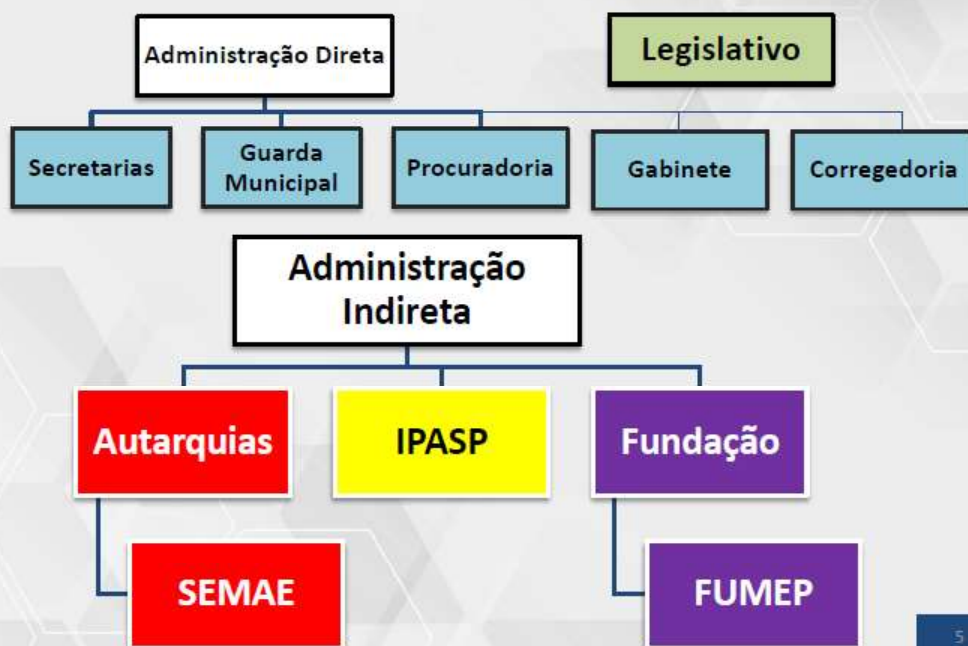 Administração Direta
Legislativo
Secretarias
Guarda
Municipal
Procuradoria
Gabinete
Corregedoria
Administração
Indireta
Autarquias
IPASP
Fundação
SEMAE
FUMEP
5